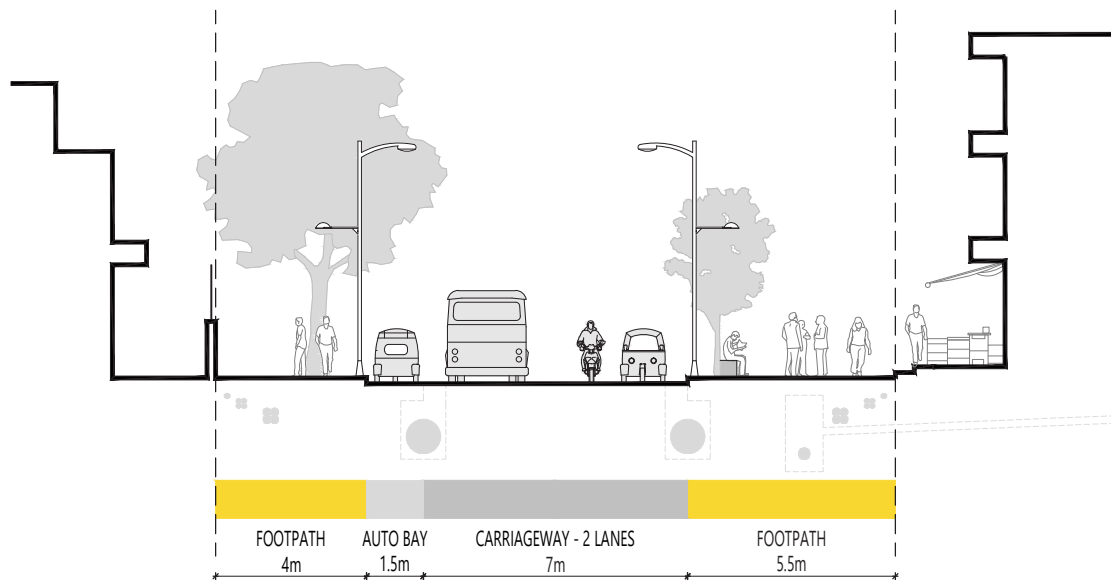 FOOTPATH
4m
AUTO BAY
1.5m
CARRIAGEWAY - 2 LANES
7m
FOOTPATH
5.5m